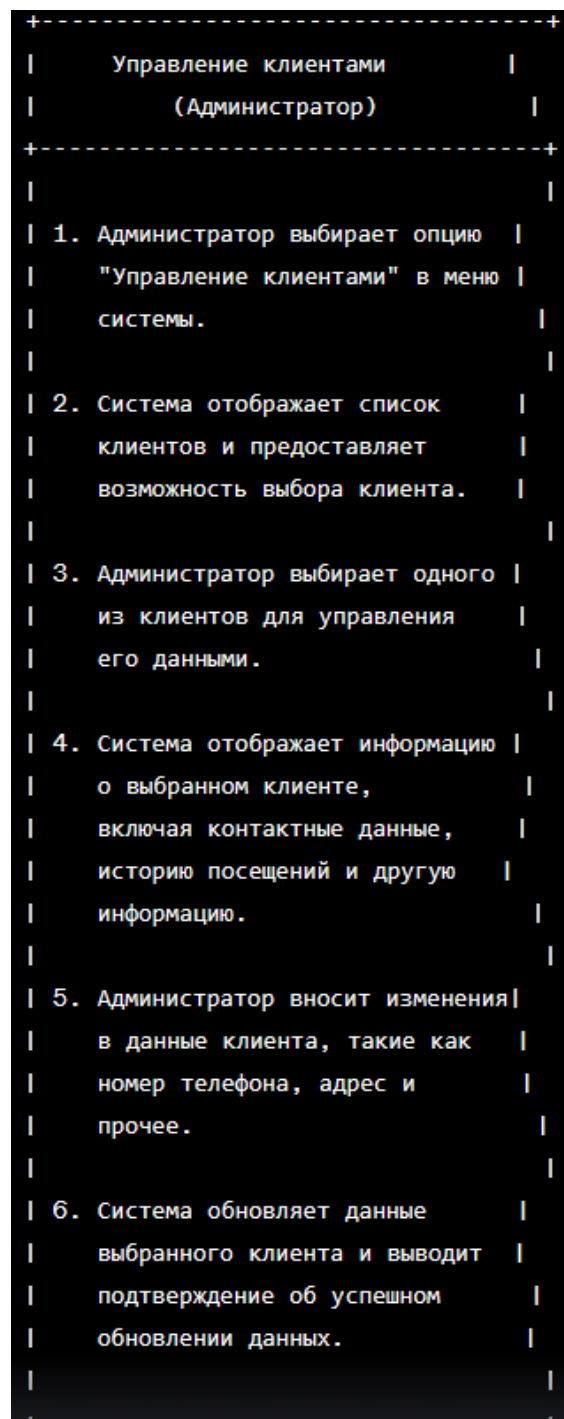 +----------------------------------+
|     Управление клиентами        |
|         (Администратор)          |
+----------------------------------+
|                                  |
| 1. Администратор выбирает опцию  |
|    "Управление клиентами" в меню |
|    системы.                      |
|                                  |
| 2. Система отображает список     |
|    клиентов и предоставляет      |
|    возможность выбора клиента.   |
|                                  |
| 3. Администратор выбирает одного |
|    из клиентов для управления    |
|    его данными.                  |
|                                  |
| 4. Система отображает информацию |
|    о выбранном клиенте,          |
|    включая контактные данные,    |
|    историю посещений и другую   |
|    информацию.                   |
|                                  |
| 5. Администратор вносит изменения|
|    в данные клиента, такие как   |
|    номер телефона, адрес и       |
|    прочее.                       |
|                                  |
| 6. Система обновляет данные      |
|    выбранного клиента и выводит  |
|    подтверждение об успешном     |
|    обновлении данных.            |
|                                  |